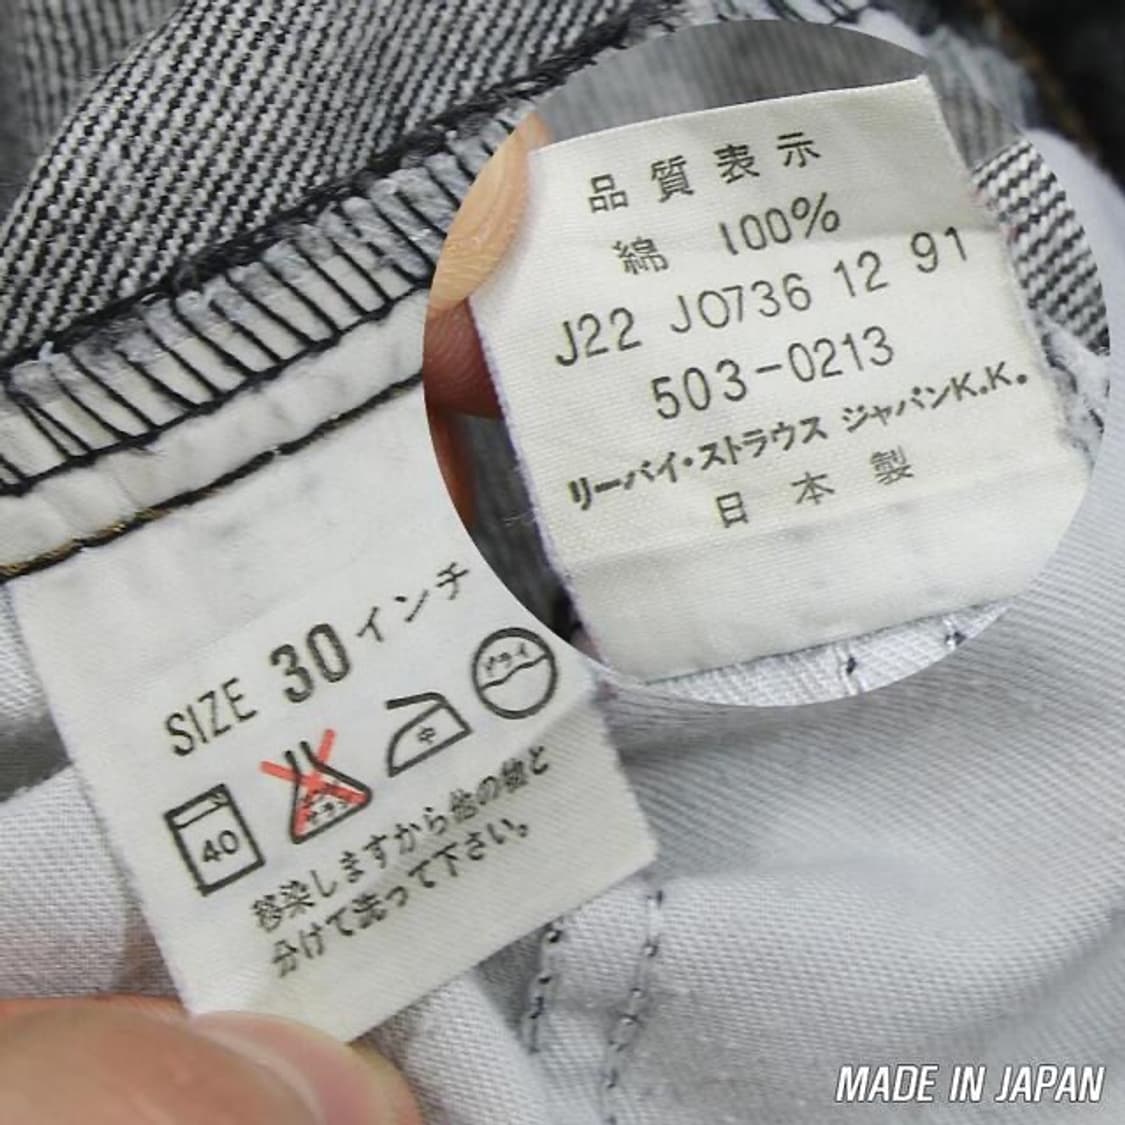 品質表示
綿 100%
J22 J0736 12 91
503-0213
リーバイ・ストラウス ジャパンK.K.
日本製
SIZE 30インチ
ドライ
中
40
移染しますから他の物と
分けて洗って下さい。
MADE IN JAPAN